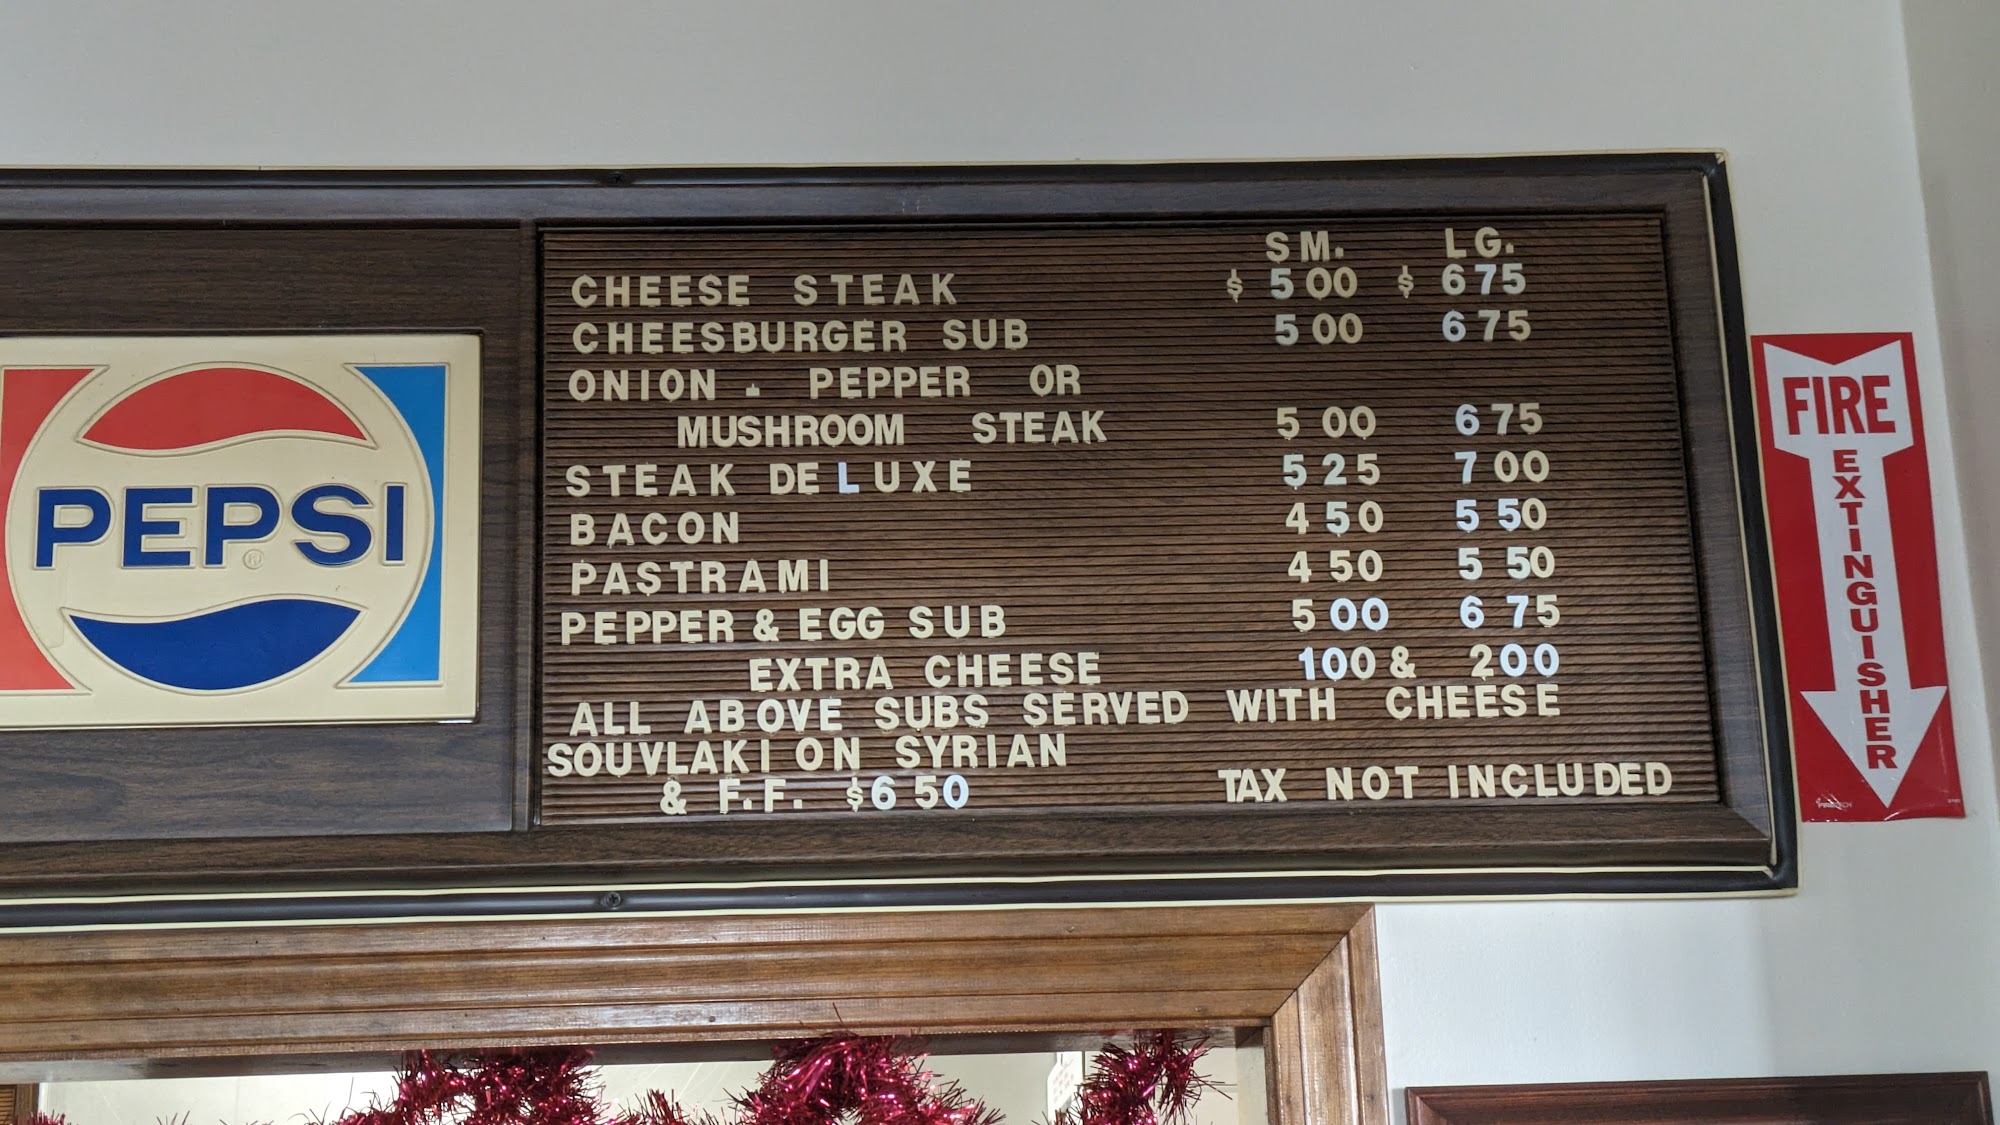 PEPSI ®
SM. LG.
CHEESE STEAK $ 5 00 $ 6 75
CHEESBURGER SUB 5 00 6 75
ONION - PEPPER OR
MUSHROOM STEAK 5 00 6 75
STEAK DELUXE 5 25 7 00
BACON 4 50 5 50
PASTRAMI 4 50 5 50
PEPPER & EGG SUB 5 00 6 75
EXTRA CHEESE 100 & 200
ALL ABOVE SUBS SERVED WITH CHEESE
SOUVLAKI ON SYRIAN
& F.F. $6 50 TAX NOT INCLUDED
FIRE
EXTINGUISHER